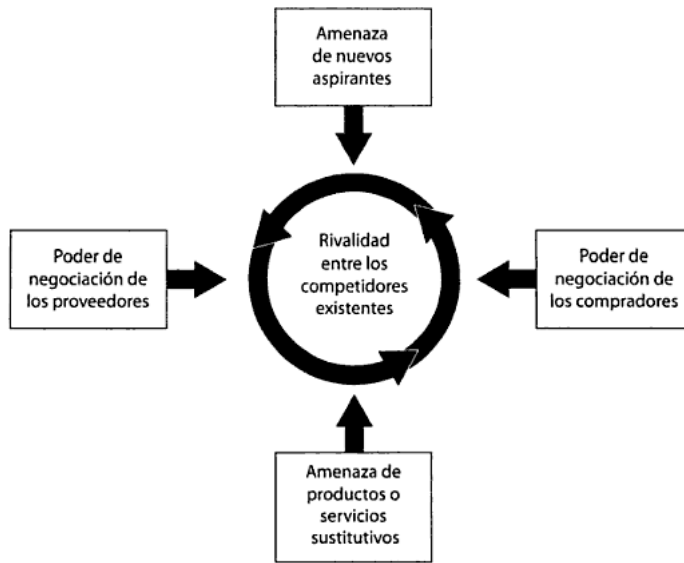 Amenaza
de nuevos
aspirantes
Poder de
negociación de
los proveedores
Rivalidad
entre los
competidores
existentes
Poder de
negociación de
los compradores
Amenaza de
productos o
servicios
sustitutivos